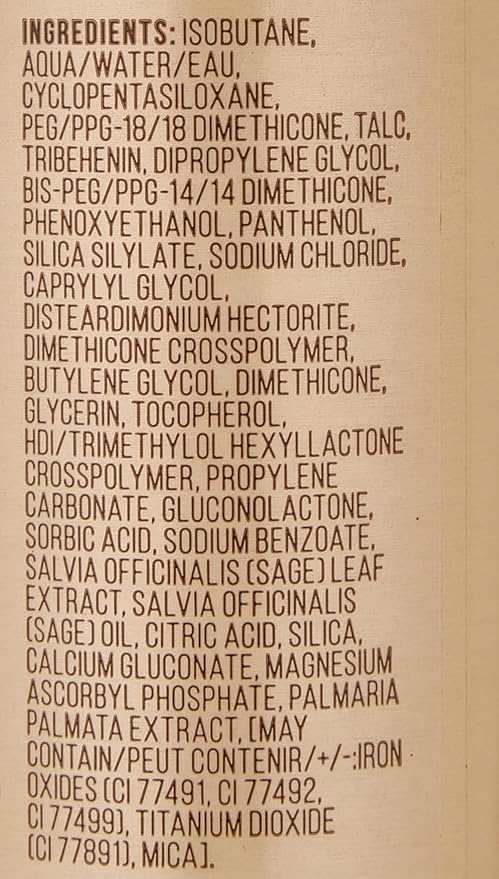 INGREDIENTS: ISOBUTANE,
AQUA/WATER/EAU,
CYCLOPENTASILOXANE,
PEG/PPG-18/18 DIMETHICONE, TALC,
TRIBEHENIN, DIPROPYLENE GLYCOL,
BIS-PEG/PPG-14/14 DIMETHICONE,
PHENOXYETHANOL, PANTHENOL,
SILICA SILYLATE, SODIUM CHLORIDE,
CAPRYLYL GLYCOL,
DISTEARDIMONIUM HECTORITE,
DIMETHICONE CROSSPOLYMER,
BUTYLENE GLYCOL, DIMETHICONE,
GLYCERIN, TOCOPHEROL,
HDI/TRIMETHYLOL HEXYLLACTONE
CROSSPOLYMER, PROPYLENE
CARBONATE, GLUCONOLACTONE,
SORBIC ACID, SODIUM BENZOATE,
SALVIA OFFICINALIS (SAGE) LEAF
EXTRACT, SALVIA OFFICINALIS
(SAGE) OIL, CITRIC ACID, SILICA,
CALCIUM GLUCONATE, MAGNESIUM
ASCORBYL PHOSPHATE, PALMARIA
PALMATA EXTRACT, [MAY
CONTAIN/PEUT CONTENIR/+/-:IRON
OXIDES (CI 77491, CI 77492,
CI 77499), TITANIUM DIOXIDE
(CI 77891), MICA].